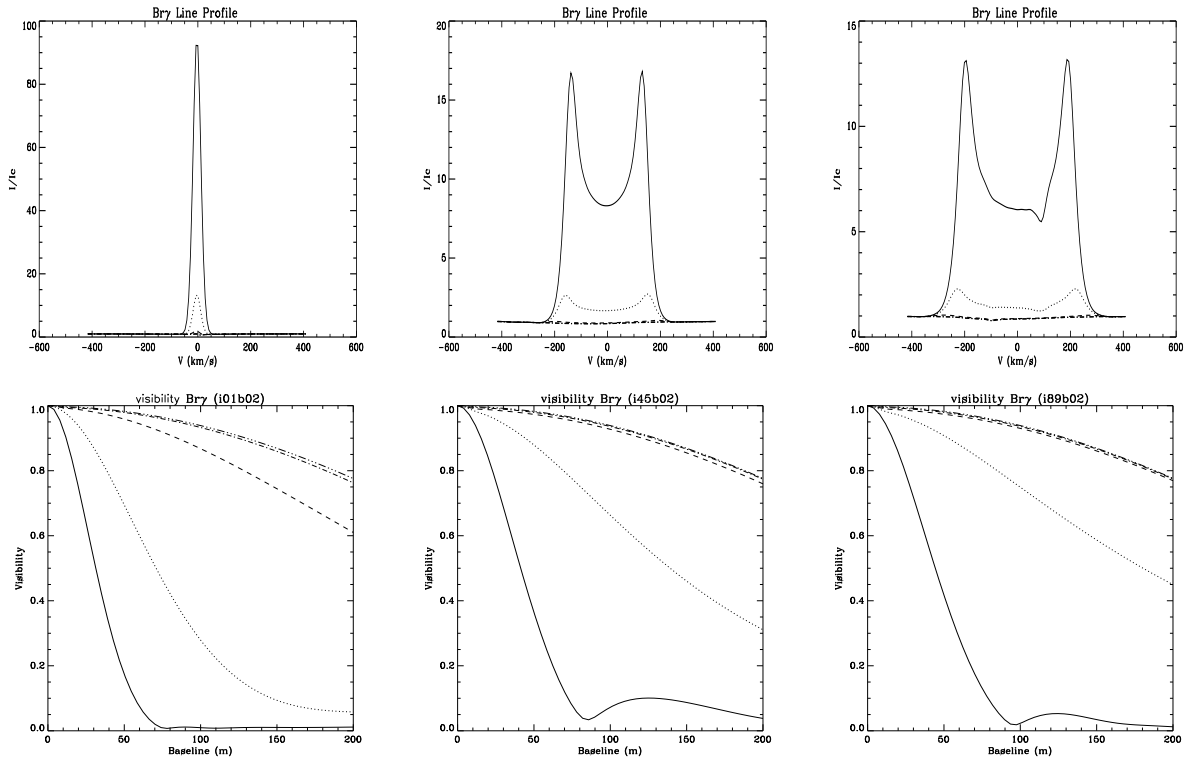 Brγ Line Profile
100
80
60
40
20
0
I/Ic
-600 -400 -200 0 200 400 600
V (km/s)
Brγ Line Profile
20
15
10
5
0
I/Ic
-600 -400 -200 0 200 400 600
V (km/s)
Brγ Line Profile
15
10
5
0
I/Ic
-600 -400 -200 0 200 400 600
V (km/s)
visibility Brγ (i01b02)
1.0
0.8
0.6
0.4
0.2
0.0
Visibility
0 50 100 150 200
Baseline (m)
visibility Brγ (i45b02)
1.0
0.8
0.6
0.4
0.2
0.0
Visibility
0 50 100 150 200
Baseline (m)
visibility Brγ (i89b02)
1.0
0.8
0.6
0.4
0.2
0.0
Visibility
0 50 100 150 200
Baseline (m)